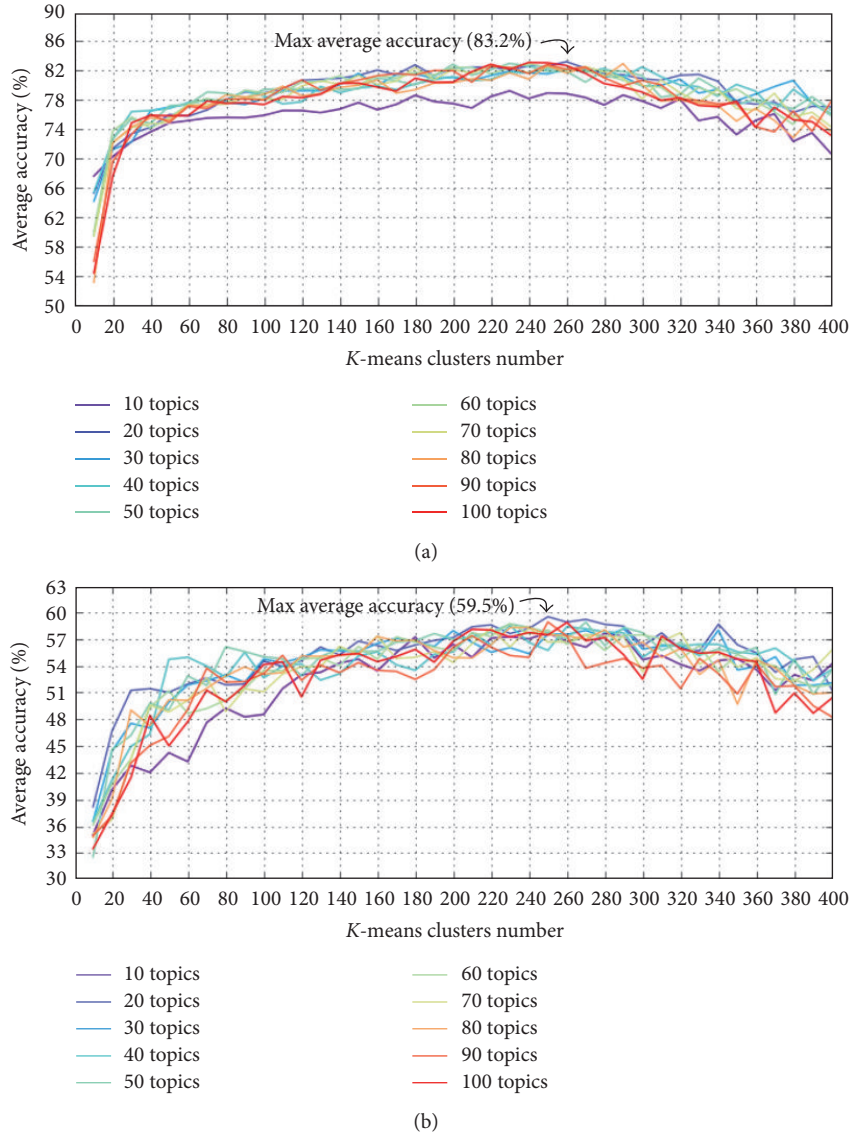 90
86
82
78
74
70
66
62
58
54
50
Average accuracy (%)
Max average accuracy (83.2%)
0 20 40 60 80 100 120 140 160 180 200 220 240 260 280 300 320 340 360 380 400
K-means clusters number
10 topics
20 topics
30 topics
40 topics
50 topics
60 topics
70 topics
80 topics
90 topics
100 topics
(a)
63
60
57
54
51
48
45
42
39
36
33
30
Average accuracy (%)
Max average accuracy (59.5%)
0 20 40 60 80 100 120 140 160 180 200 220 240 260 280 300 320 340 360 380 400
K-means clusters number
10 topics
20 topics
30 topics
40 topics
50 topics
60 topics
70 topics
80 topics
90 topics
100 topics
(b)